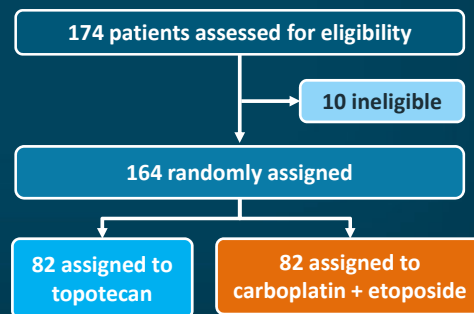 174 patients assessed for eligibility
10 ineligible
164 randomly assigned
82 assigned to
topotecan
82 assigned to
carboplatin + etoposide